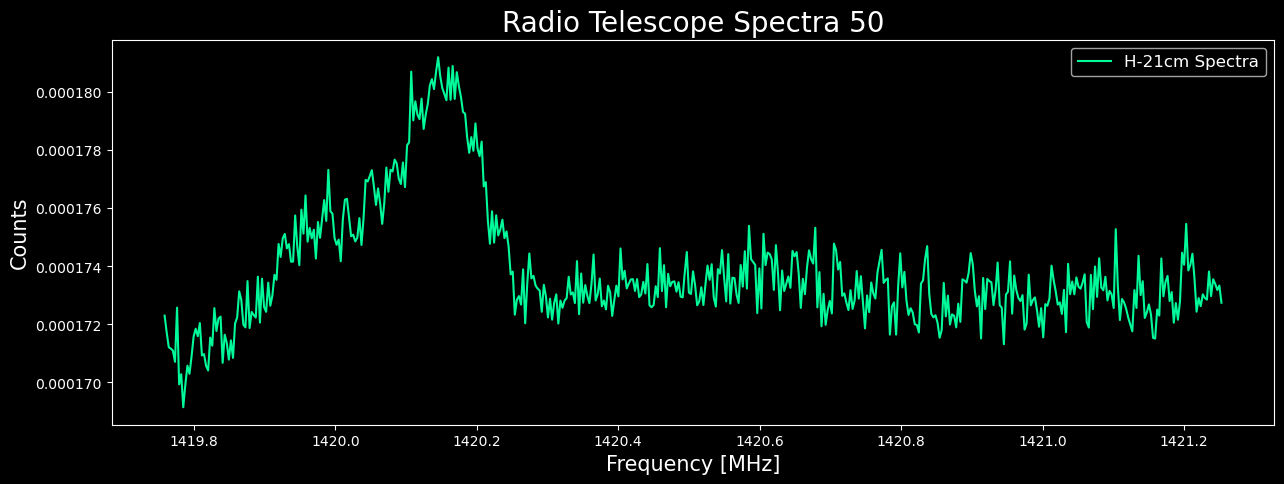 Radio Telescope Spectra 50
H-21cm Spectra
Counts
0.000180
0.000178
0.000176
0.000174
0.000172
0.000170
1419.8 1420.0 1420.2 1420.4 1420.6 1420.8 1421.0 1421.2
Frequency [MHz]